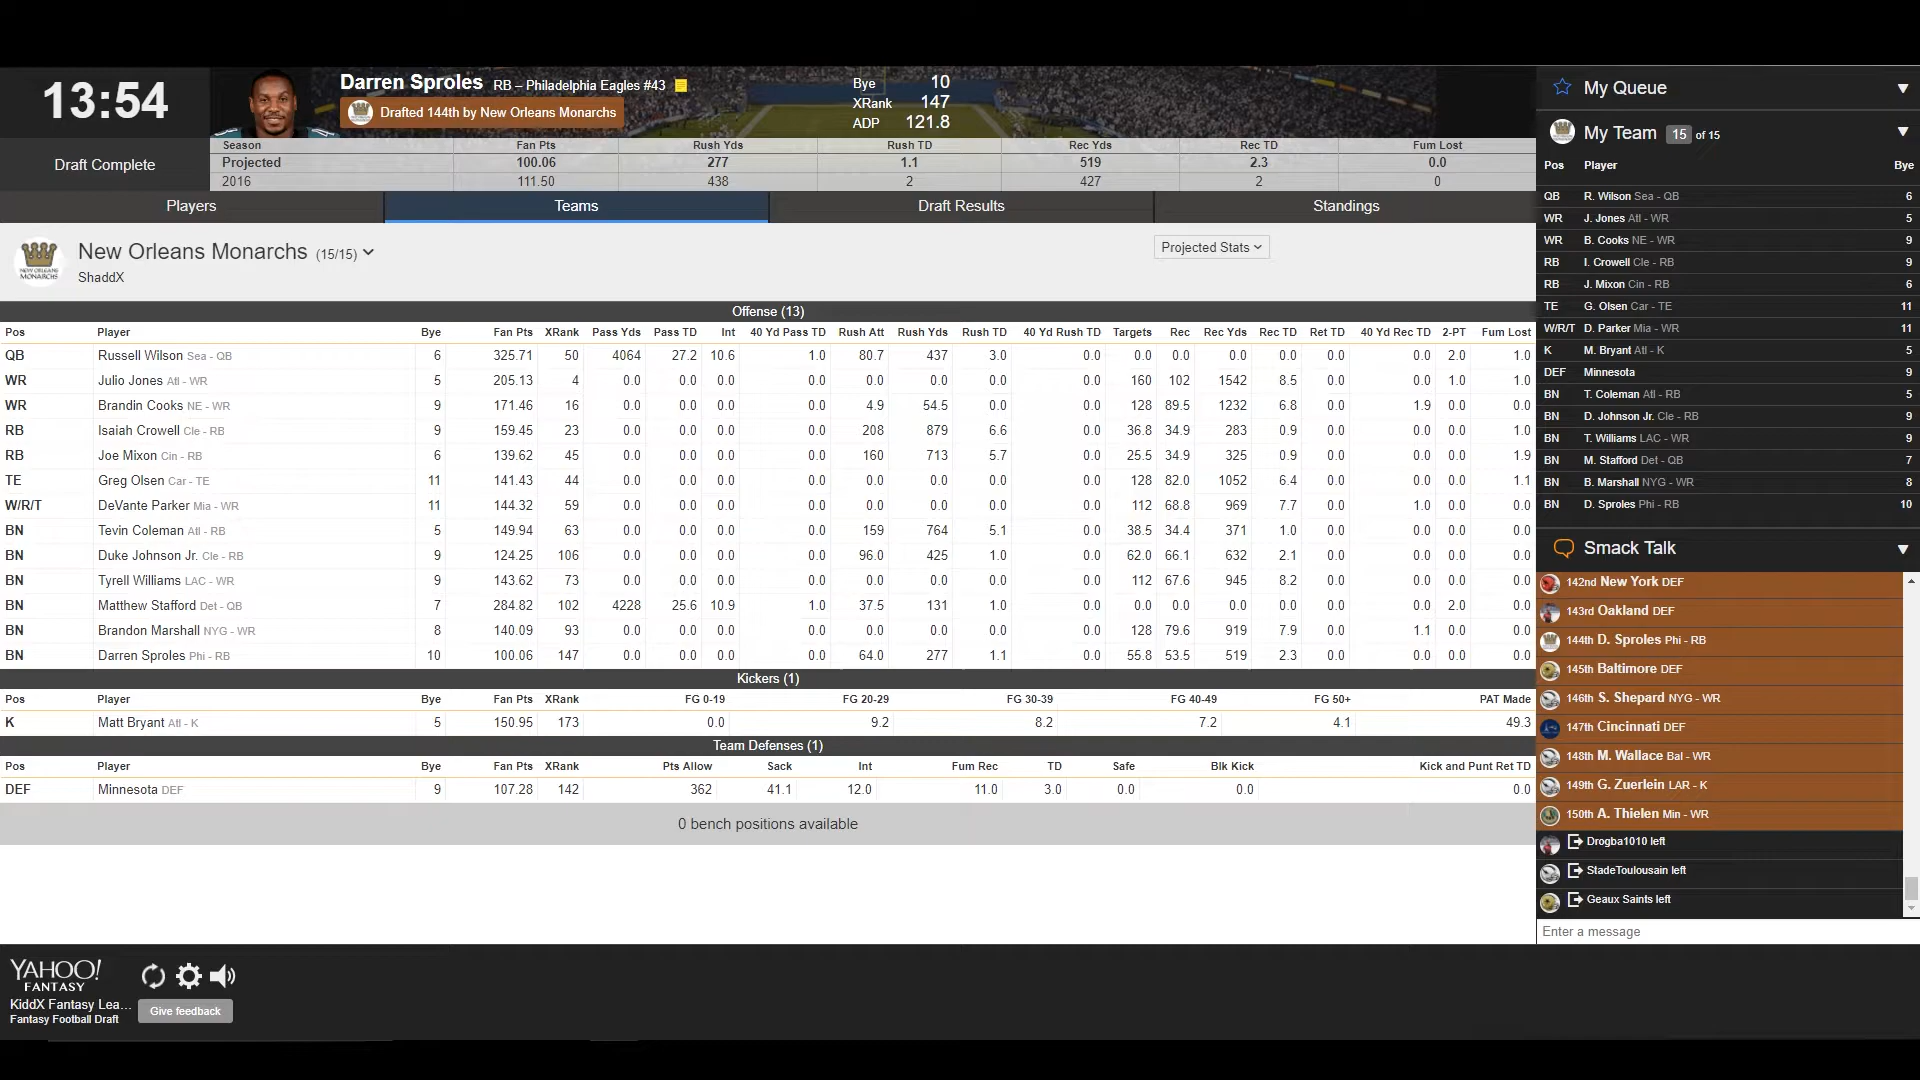 13:54
Draft Complete
Darren Sproles RB – Philadelphia Eagles #43
Drafted 144th by New Orleans Monarchs
Bye 10
XRank 147
ADP 121.8
Season Fan Pts Rush Yds Rush TD Rec Yds Rec TD Fum Lost
Projected 100.06 277 1.1 519 2.3 0.0
2016 111.50 438 2 427 2 0
Players Teams Draft Results Standings
NEW ORLEANS
MONARCHS
New Orleans Monarchs (15/15)
ShaddX
Projected Stats
Offense (13)
Pos Player Bye Fan Pts XRank Pass Yds Pass TD Int 40 Yd Pass TD Rush Att Rush Yds Rush TD 40 Yd Rush TD Targets Rec Rec Yds Rec TD Ret TD 40 Yd Rec TD 2-PT Fum Lost
QB Russell Wilson Sea - QB 6 325.71 50 4064 27.2 10.6 1.0 80.7 437 3.0 0.0 0.0 0.0 0.0 0.0 0.0 0.0 2.0 1.0
WR Julio Jones Atl - WR 5 205.13 4 0.0 0.0 0.0 0.0 0.0 0.0 0.0 0.0 160 102 1542 8.5 0.0 0.0 1.0 1.0
WR Brandin Cooks NE - WR 9 171.46 16 0.0 0.0 0.0 0.0 4.9 54.5 0.0 0.0 128 89.5 1232 6.8 0.0 1.9 0.0 0.0
RB Isaiah Crowell Cle - RB 9 159.45 23 0.0 0.0 0.0 0.0 208 879 6.6 0.0 36.8 34.9 283 0.9 0.0 0.0 0.0 1.0
RB Joe Mixon Cin - RB 6 139.62 45 0.0 0.0 0.0 0.0 160 713 5.7 0.0 25.5 34.9 325 0.9 0.0 0.0 0.0 1.9
TE Greg Olsen Car - TE 11 141.43 44 0.0 0.0 0.0 0.0 0.0 0.0 0.0 0.0 128 82.0 1052 6.4 0.0 0.0 0.0 1.1
W/R/T DeVante Parker Mia - WR 11 144.32 59 0.0 0.0 0.0 0.0 0.0 0.0 0.0 0.0 112 68.8 969 7.7 0.0 1.0 0.0 0.0
BN Tevin Coleman Atl - RB 5 149.94 63 0.0 0.0 0.0 0.0 159 764 5.1 0.0 38.5 34.4 371 1.0 0.0 0.0 0.0 0.0
BN Duke Johnson Jr. Cle - RB 9 124.25 106 0.0 0.0 0.0 0.0 96.0 425 1.0 0.0 62.0 66.1 632 2.1 0.0 0.0 0.0 0.0
BN Tyrell Williams LAC - WR 9 143.62 73 0.0 0.0 0.0 0.0 0.0 0.0 0.0 0.0 112 67.6 945 8.2 0.0 0.0 0.0 0.0
BN Matthew Stafford Det - QB 7 284.82 102 4228 25.6 10.9 1.0 37.5 131 1.0 0.0 0.0 0.0 0.0 0.0 0.0 0.0 2.0 0.0
BN Brandon Marshall NYG - WR 8 140.09 93 0.0 0.0 0.0 0.0 0.0 0.0 0.0 0.0 128 79.6 919 7.9 0.0 1.1 0.0 0.0
BN Darren Sproles Phi - RB 10 100.06 147 0.0 0.0 0.0 0.0 64.0 277 1.1 0.0 55.8 53.5 519 2.3 0.0 0.0 0.0 0.0
Kickers (1)
Pos Player Bye Fan Pts XRank FG 0-19 FG 20-29 FG 30-39 FG 40-49 FG 50+ PAT Made
K Matt Bryant Atl - K 5 150.95 173 0.0 9.2 8.2 7.2 4.1 49.3
Team Defenses (1)
Pos Player Bye Fan Pts XRank Pts Allow Sack Int Fum Rec TD Safe Blk Kick Kick and Punt Ret TD
DEF Minnesota DEF 9 107.28 142 362 41.1 12.0 11.0 3.0 0.0 0.0 0.0
0 bench positions available
My Queue
My Team 15 of 15
Pos Player Bye
QB R. Wilson Sea - QB 6
WR J. Jones Atl - WR 5
WR B. Cooks NE - WR 9
RB I. Crowell Cle - RB 9
RB J. Mixon Cin - RB 6
TE G. Olsen Car - TE 11
W/R/T D. Parker Mia - WR 11
K M. Bryant Atl - K 5
DEF Minnesota 9
BN T. Coleman Atl - RB 5
BN D. Johnson Jr. Cle - RB 9
BN T. Williams LAC - WR 9
BN M. Stafford Det - QB 7
BN B. Marshall NYG - WR 8
BN D. Sproles Phi - RB 10
Smack Talk
142nd New York DEF
143rd Oakland DEF
144th D. Sproles Phi - RB
145th Baltimore DEF
146th S. Shepard NYG - WR
147th Cincinnati DEF
148th M. Wallace Bal - WR
149th G. Zuerlein LAR - K
150th A. Thielen Min - WR
Drogba1010 left
StadeToulousain left
Geaux Saints left
Enter a message
YAHOO!
FANTASY
KiddX Fantasy Lea...
Fantasy Football Draft
Give feedback